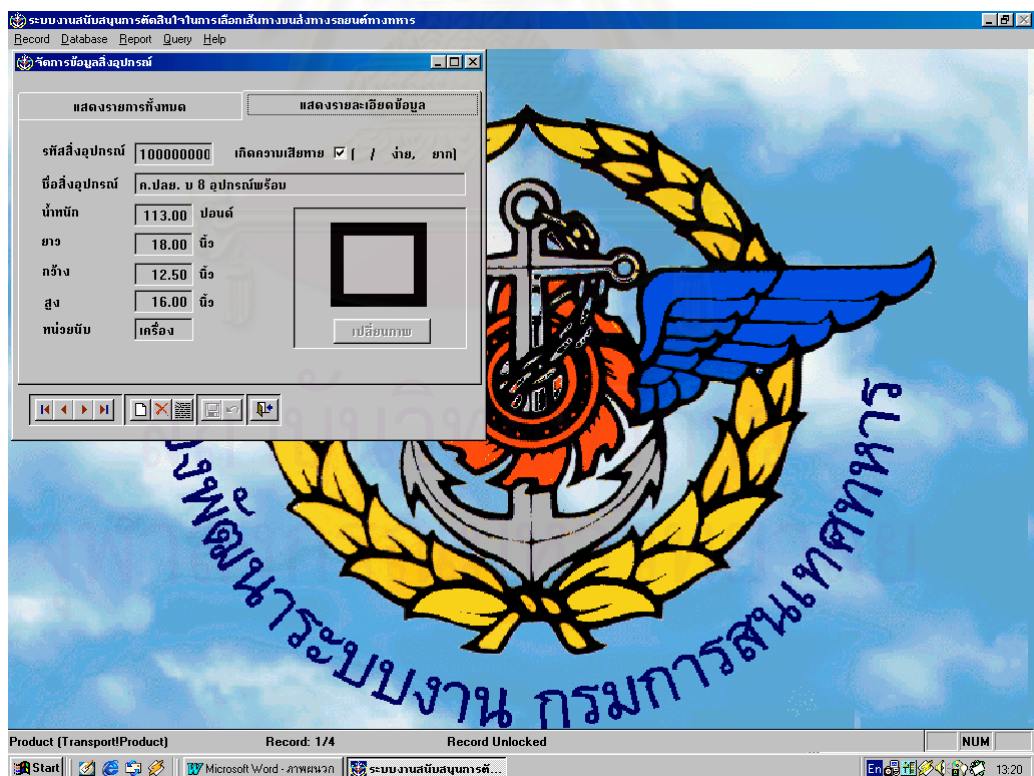 ระบบงานสนับสนุนการตัดสินใจในการเลือกเส้นทางขนส่งทางรถยนต์ทางทหาร
Record Database Report Query Help
จัดการข้อมูลสิ่งอุปกรณ์
แสดงรายการทั้งหมด แสดงรายละเอียดข้อมูล
รหัสสิ่งอุปกรณ์ 100000000 เกิดความเสียหาย ( / ง่าย, ยาก)
ชื่อสิ่งอุปกรณ์ ค.ปลย. บ 8 อุปกรณ์พร้อม
น้ำหนัก 113.00 ปอนด์
ยาว 18.00 นิ้ว
กว้าง 12.50 นิ้ว
สูง 16.00 นิ้ว
หน่วยนับ เครื่อง
เปลี่ยนภาพ
องพัฒนาระบบงาน กรมการสนเทศทหาร
Product (Transport!Product) Record: 1/4 Record Unlocked NUM
Start Microsoft Word - ภาพผนวก ระบบงานสนับสนุนการตั... En 13:20